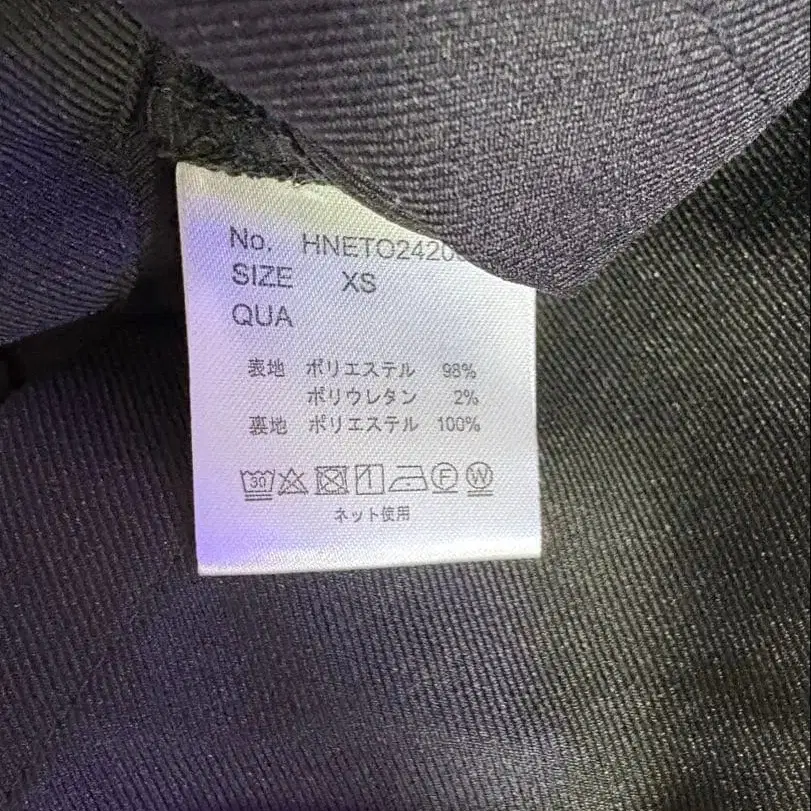 No. HNETO2420
SIZE XS
QUA
表地 ポリエステル 98%
ポリウレタン 2%
裏地 ポリエステル 100%
30 F W
ネット使用